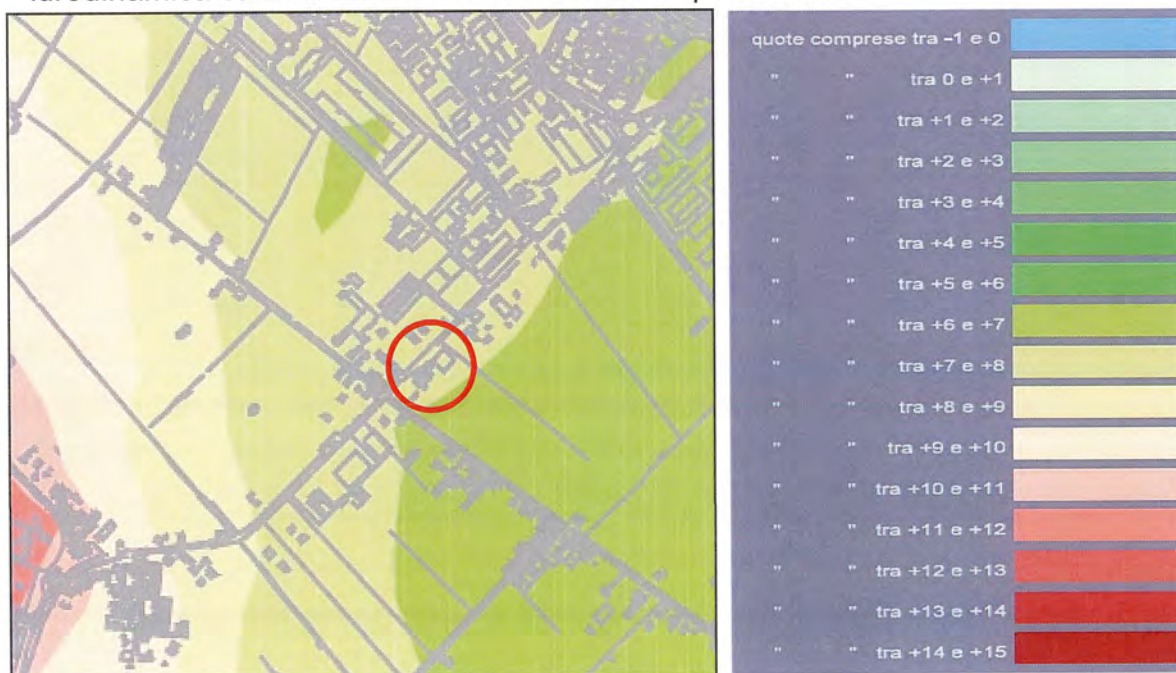 quote comprese tra –1 e 0
" " tra 0 e +1
" " tra +1 e +2
" " tra +2 e +3
" " tra +3 e +4
" " tra +4 e +5
" " tra +5 e +6
" " tra +6 e +7
" " tra +7 e +8
" " tra +8 e +9
" " tra +9 e +10
" " tra +10 e +11
" " tra +11 e +12
" " tra +12 e +13
" " tra +13 e +14
" " tra +14 e +15